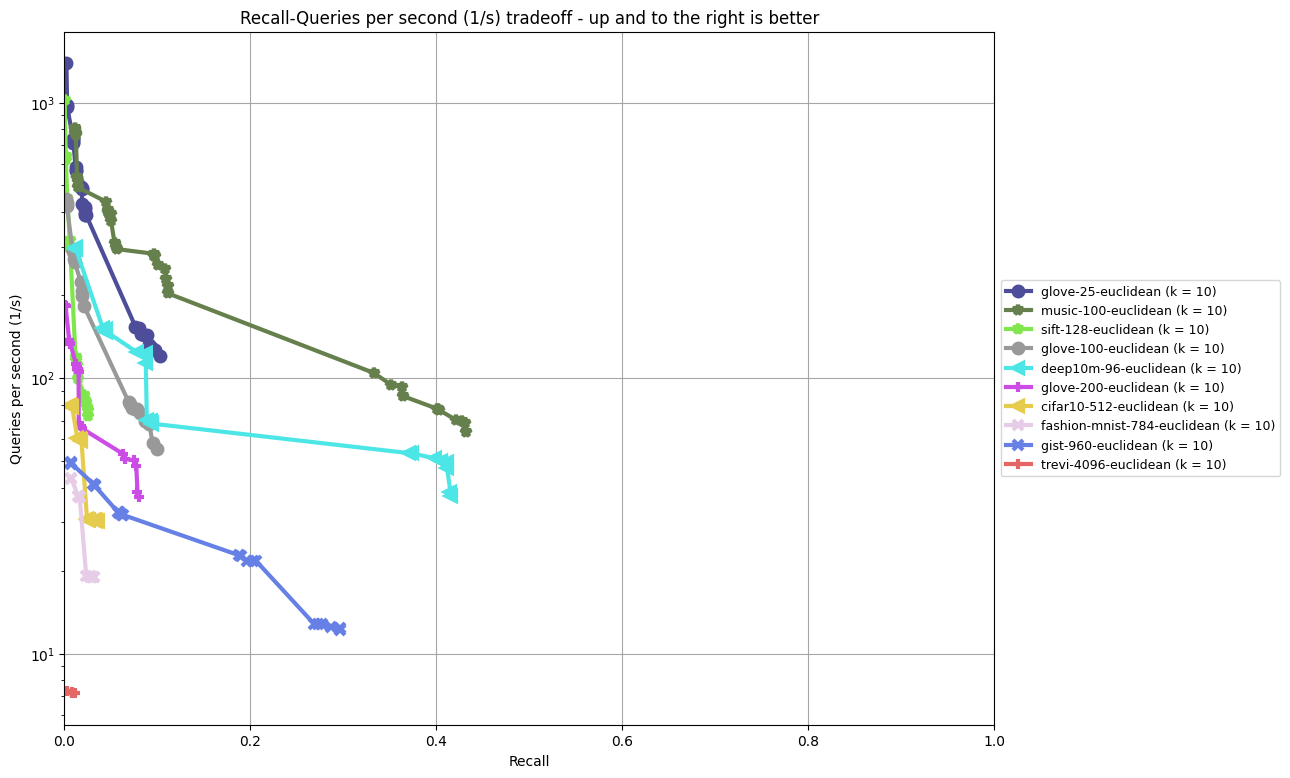 Recall-Queries per second (1/s) tradeoff - up and to the right is better
Queries per second (1/s)
10³
10²
10¹
0.0 0.2 0.4 0.6 0.8 1.0
Recall
glove-25-euclidean (k = 10)
music-100-euclidean (k = 10)
sift-128-euclidean (k = 10)
glove-100-euclidean (k = 10)
deep10m-96-euclidean (k = 10)
glove-200-euclidean (k = 10)
cifar10-512-euclidean (k = 10)
fashion-mnist-784-euclidean (k = 10)
gist-960-euclidean (k = 10)
trevi-4096-euclidean (k = 10)